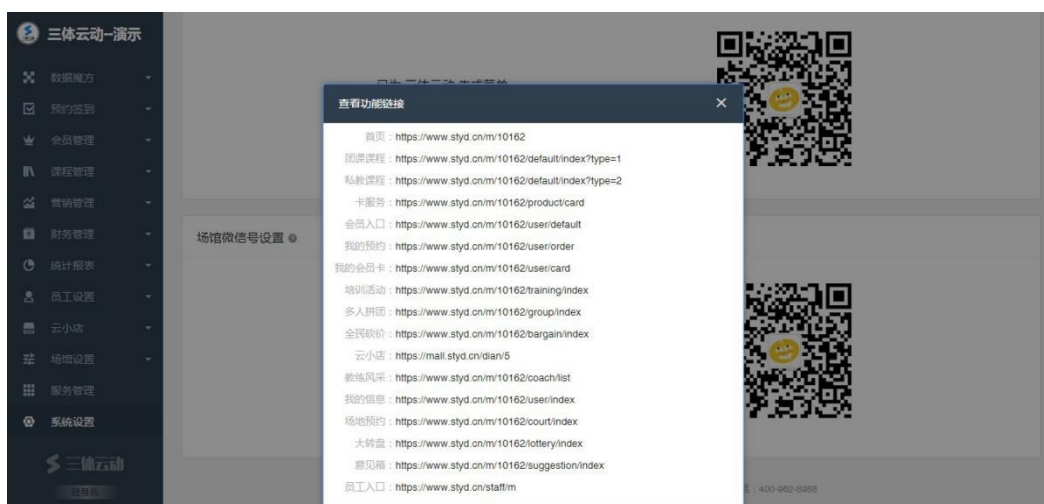 三体云动-演示
数据魔方
预约签到
会员管理
课程管理
营销管理
财务管理
统计报表
员工设置
云小店
场馆设置
服务管理
系统设置
三体云动
查看功能链接 ×
首页：https://www.styd.cn/m/10162
团课课程：https://www.styd.cn/m/10162/default/index?type=1
私教课程：https://www.styd.cn/m/10162/default/index?type=2
卡服务：https://www.styd.cn/m/10162/product/card
会员入口：https://www.styd.cn/m/10162/user/default
我的预约：https://www.styd.cn/m/10162/user/order
我的会员卡：https://www.styd.cn/m/10162/user/card
培训活动：https://www.styd.cn/m/10162/training/index
多人拼团：https://www.styd.cn/m/10162/group/index
全民砍价：https://www.styd.cn/m/10162/bargain/index
云小店：https://mall.styd.cn/dian/5
教练风采：https://www.styd.cn/m/10162/coach/list
我的信息：https://www.styd.cn/m/10162/user/index
场地预约：https://www.styd.cn/m/10162/court/index
大转盘：https://www.styd.cn/m/10162/lottery/index
意见箱：https://www.styd.cn/m/10162/suggestion/index
员工入口：https://www.styd.cn/staff/m
场馆微信号设置
：400-962-8988